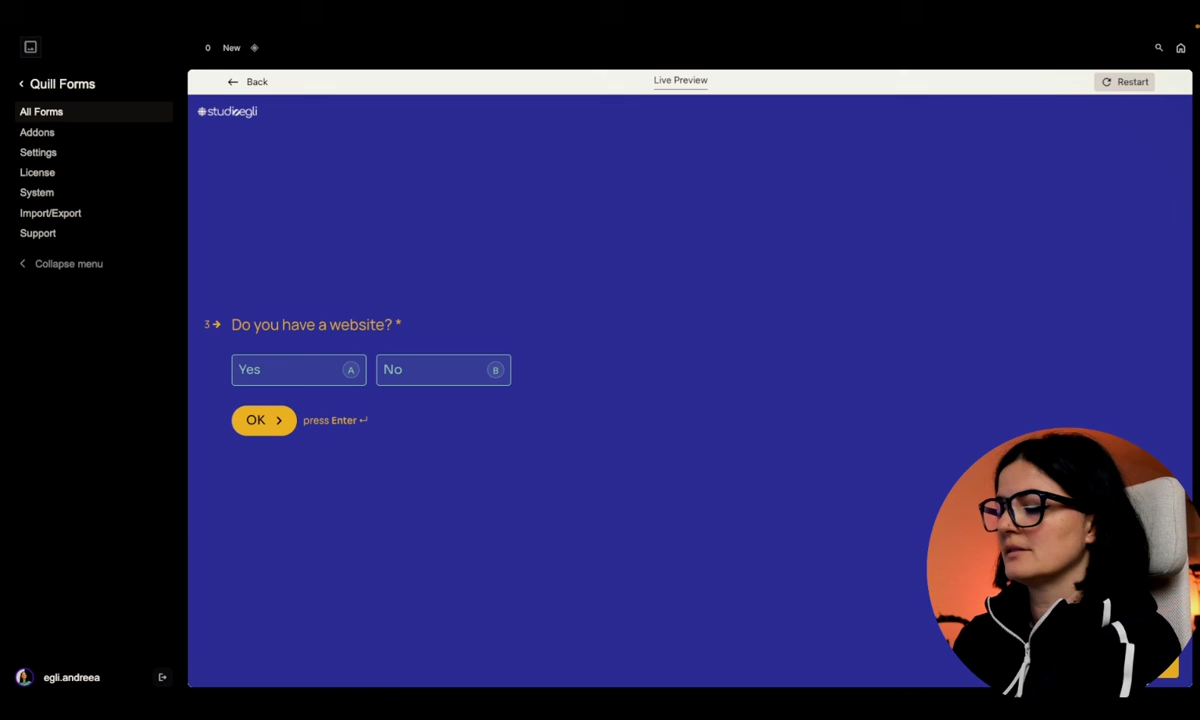 0 New
Quill Forms
Back
Live Preview
Restart
All Forms
studioegli
Addons
Settings
License
System
Import/Export
Support
Collapse menu
3 Do you have a website? *
Yes A
No B
OK press Enter
egli.andreea